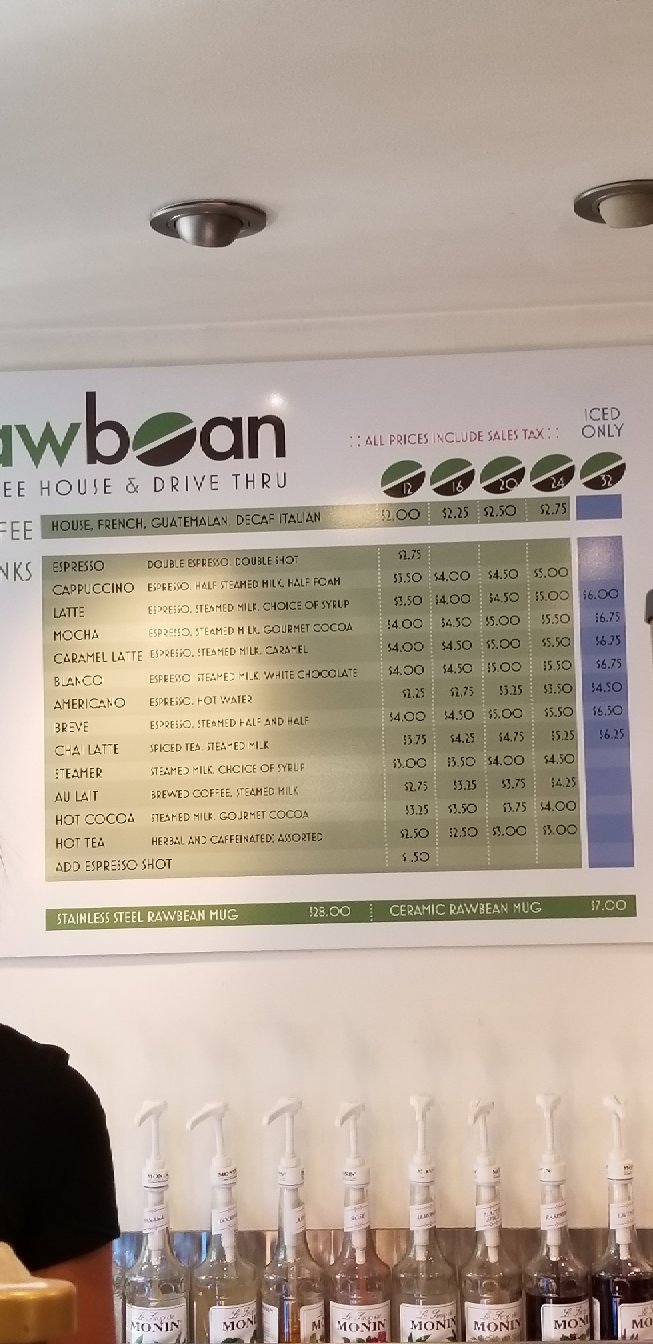 awbean
EE HOUSE & DRIVE THRU
:: ALL PRICES INCLUDE SALES TAX ::
ICED ONLY
12 16 20 24 32
FEE
HOUSE, FRENCH, GUATEMALAN, DECAF ITALIAN $2.00 $2.25 $2.50 $2.75
NKS
ESPRESSO DOUBLE ESPRESSO, DOUBLE SHOT $2.75
CAPPUCCINO ESPRESSO, HALF STEAMED MILK, HALF FOAM $3.50 $4.00 $4.50 $5.00
LATTE ESPRESSO, STEAMED MILK, CHOICE OF SYRUP $3.50 $4.00 $4.50 $5.00 $6.00
MOCHA ESPRESSO, STEAMED MILK, GOURMET COCOA $4.00 $4.50 $5.00 $5.50 $6.75
CARAMEL LATTE ESPRESSO, STEAMED MILK, CARAMEL $4.00 $4.50 $5.00 $5.50 $6.75
BLANCO ESPRESSO, STEAMED MILK, WHITE CHOCOLATE $4.00 $4.50 $5.00 $5.50 $6.75
AMERICANO ESPRESSO, HOT WATER $2.25 $2.75 $3.25 $3.50 $4.50
BREVE ESPRESSO, STEAMED HALF AND HALF $4.00 $4.50 $5.00 $5.50 $6.50
CHAI LATTE SPICED TEA, STEAMED MILK $3.75 $4.25 $4.75 $5.25 $6.25
STEAMER STEAMED MILK, CHOICE OF SYRUP $3.00 $3.50 $4.00 $4.50
AU LAIT BREWED COFFEE, STEAMED MILK $2.75 $3.25 $3.75 $4.25
HOT COCOA STEAMED MILK, GOURMET COCOA $3.25 $3.50 $3.75 $4.00
HOT TEA HERBAL AND CAFFEINATED; ASSORTED $2.50 $2.50 $3.00 $3.00
ADD ESPRESSO SHOT $.50
STAINLESS STEEL RAWBEAN MUG $28.00 CERAMIC RAWBEAN MUG $7.00
MONIN MONIN M MONIN MONIN MONIN MONIN MONI